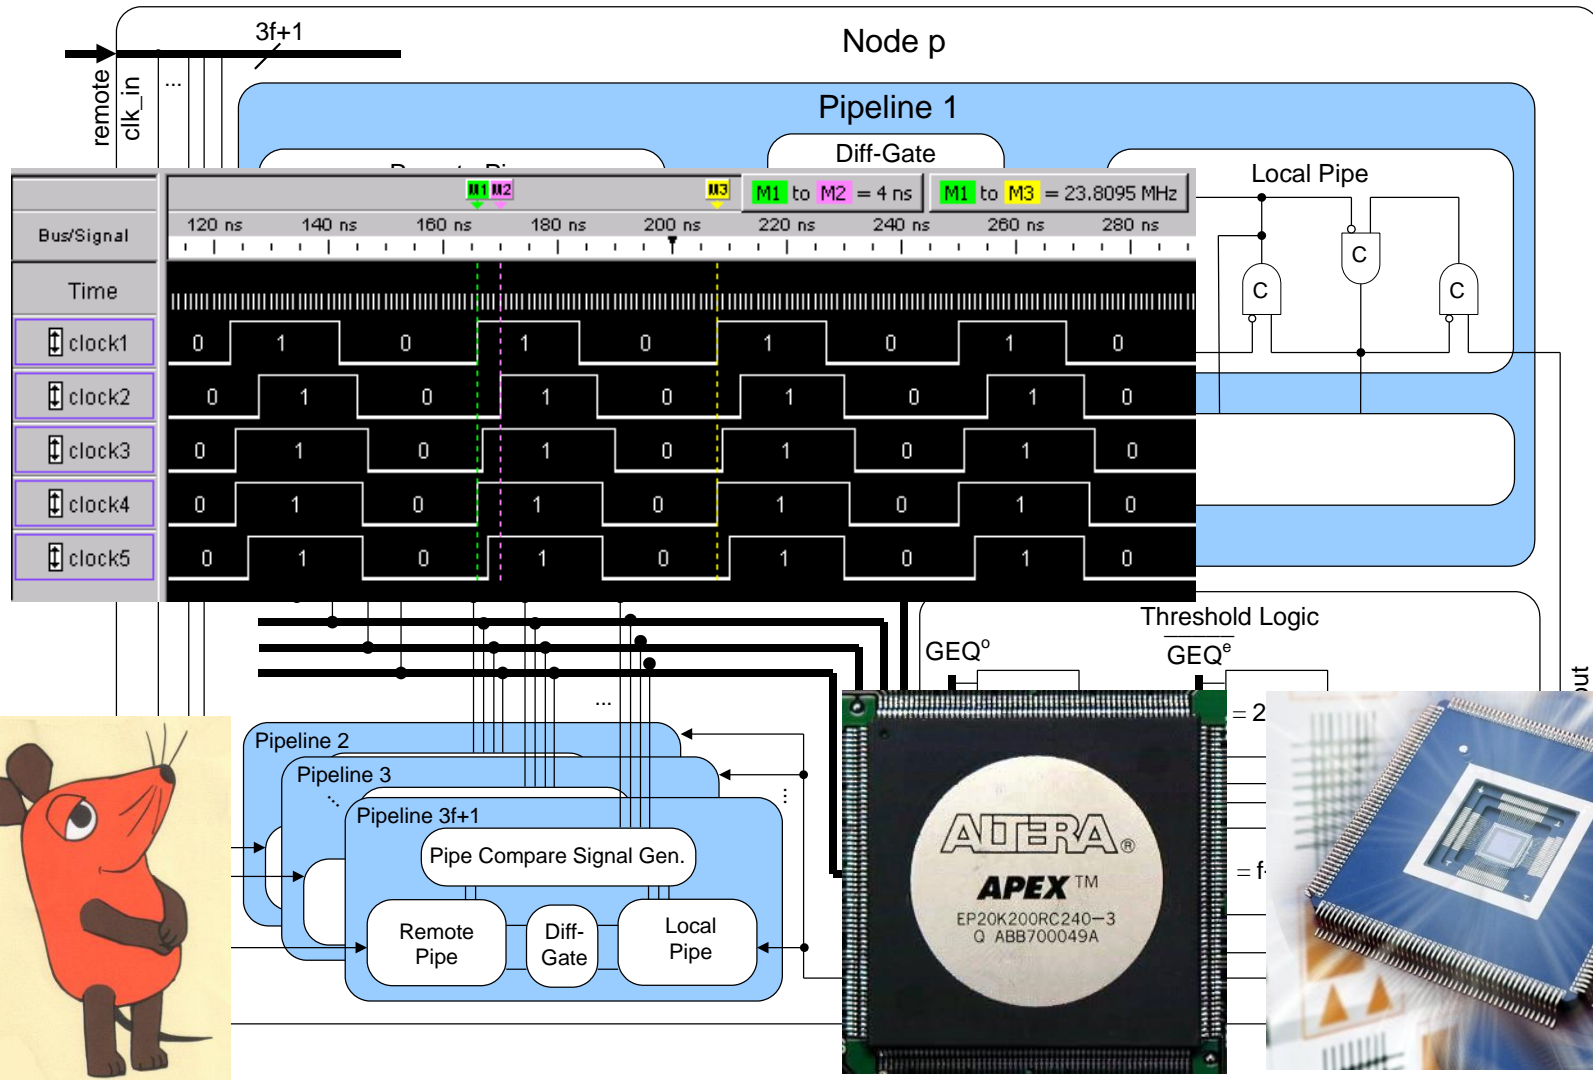 3f+1
Node p
remote
clk_in
...
Pipeline 1
Diff-Gate
Local Pipe
M1 M2 M3
M1 to M2 = 4 ns
M1 to M3 = 23.8095 MHz
Bus/Signal
120 ns 140 ns 160 ns 180 ns 200 ns 220 ns 240 ns 260 ns 280 ns
Time
clock1 0 1 0 1 0 1 0 1 0
clock2 0 1 0 1 0 1 0 1 0
clock3 0 1 0 1 0 1 0 1 0
clock4 0 1 0 1 0 1 0 1 0
clock5 0 1 0 1 0 1 0 1 0
C
C
C
Threshold Logic
GEQᵒ
GEQᵉ
out
= 2
...
Pipeline 2
Pipeline 3
...
...
Pipeline 3f+1
Pipe Compare Signal Gen.
Remote
Pipe
Diff-
Gate
Local
Pipe
ALTERA®
APEX™
EP20K200RC240-3
Q ABB700049A